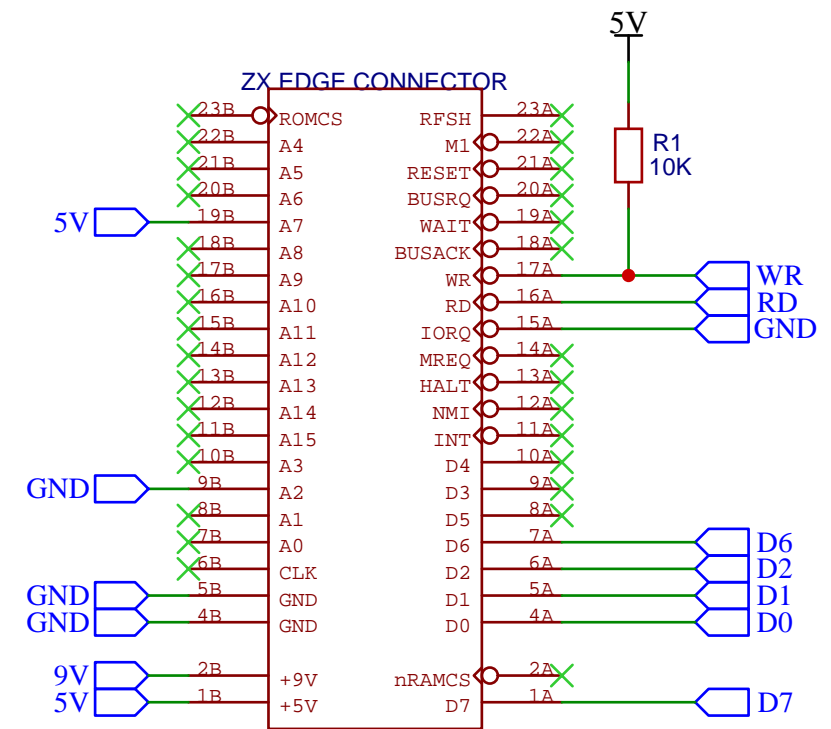 5V
ZX EDGE CONNECTOR
R1
10K
23B ROMCS RFSH 23A
22B A4 M1 22A
21B A5 RESET 21A
20B A6 BUSRQ 20A
5V 19B A7 WAIT 19A
18B A8 BUSACK 18A
17B A9 WR 17A WR
16B A10 RD 16A RD
15B A11 IORQ 15A GND
14B A12 MREQ 14A
13B A13 HALT 13A
12B A14 NMI 12A
11B A15 INT 11A
10B A3 D4 10A
GND 9B A2 D3 9A
8B A1 D5 8A
7B A0 D6 7A D6
6B CLK D2 6A D2
GND 5B GND D1 5A D1
GND 4B GND D0 4A D0
9V 2B +9V nRAMCS 2A
5V 1B +5V D7 1A D7